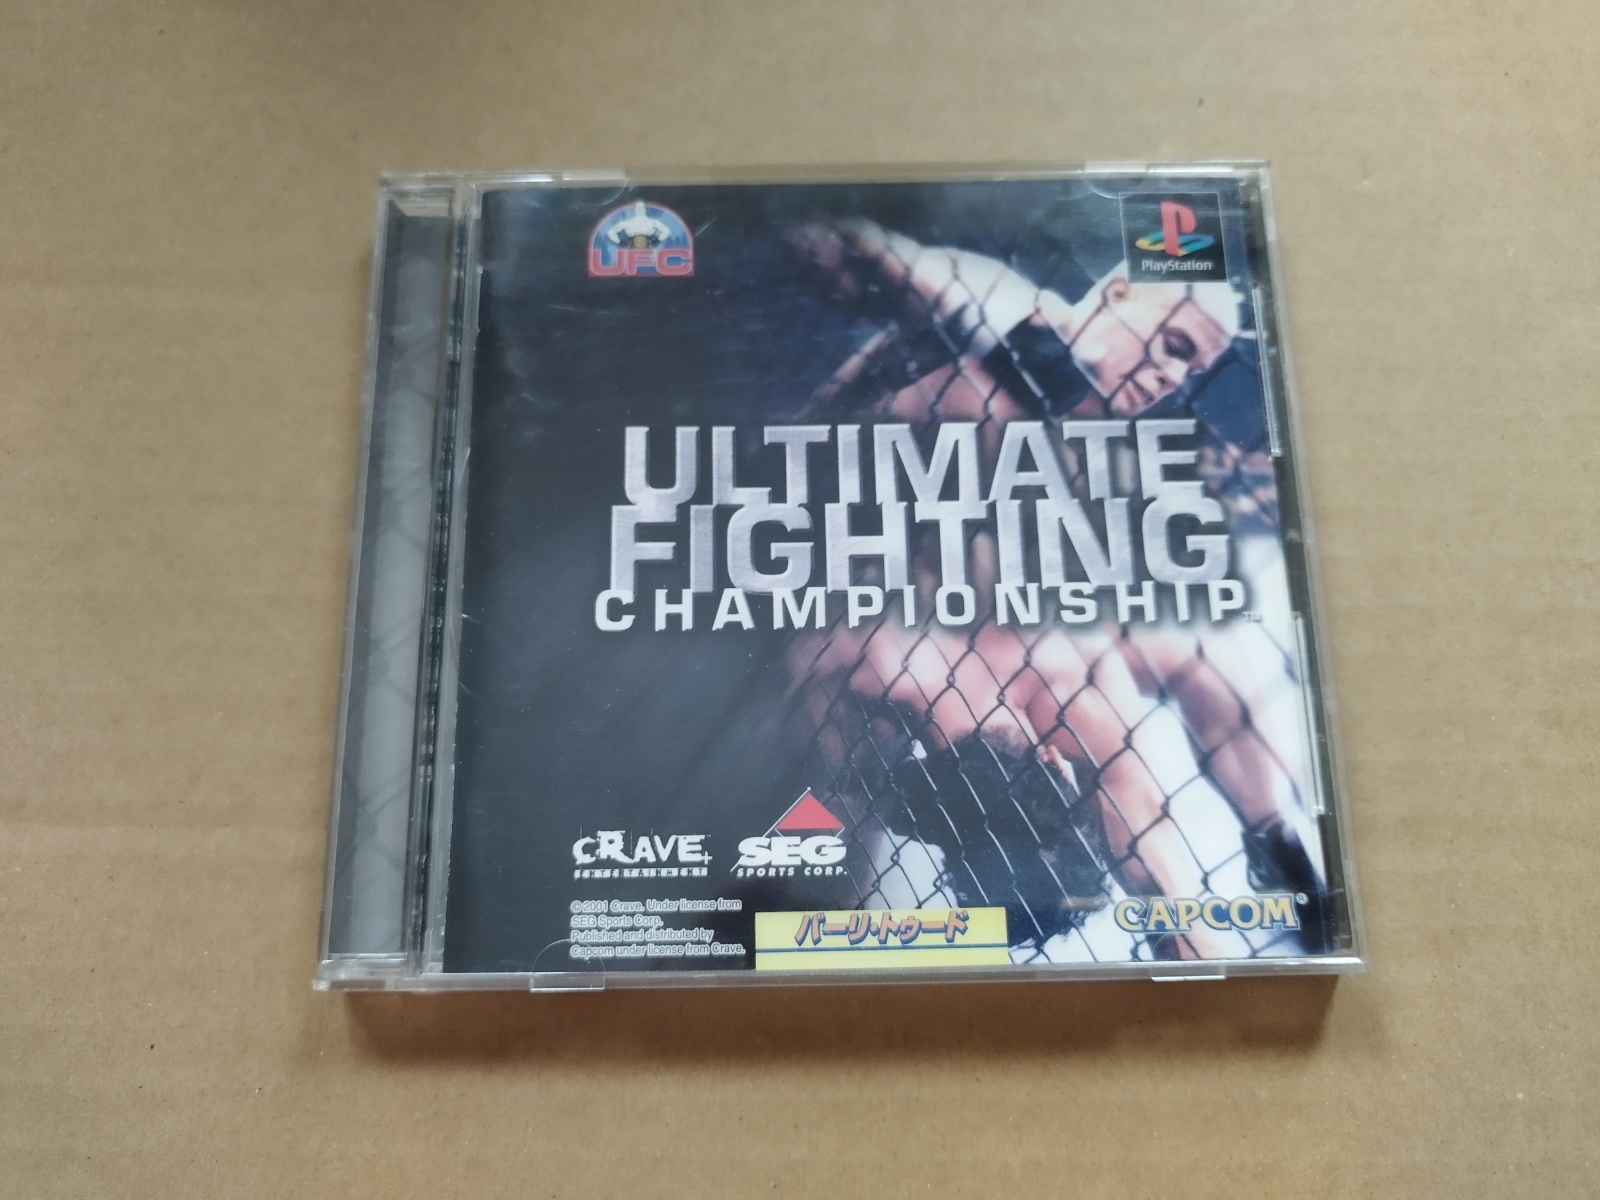 UFC
PlayStation
ULTIMATE
FIGHTING
CHAMPIONSHIP™
CRAVE
ENTERTAINMENT
SEG
SPORTS CORP.
©2001 Crave. Under license from
SEG Sports Corp.
Published and distributed by
Capcom under license from Crave.
バーリ・トゥード
CAPCOM®